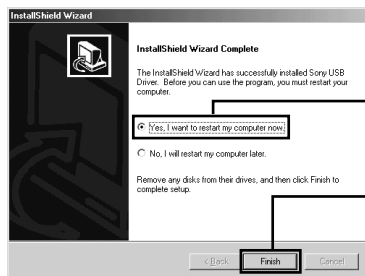 InstallShield Wizard
InstallShield Wizard Complete
The InstallShield Wizard has successfully installed Sony USB
Driver. Before you can use the program, you must restart your
computer.
Yes, I want to restart my computer now.
No, I will restart my computer later.
Remove any disks from their drives, and then click Finish to
complete setup.
< Back Finish Cancel